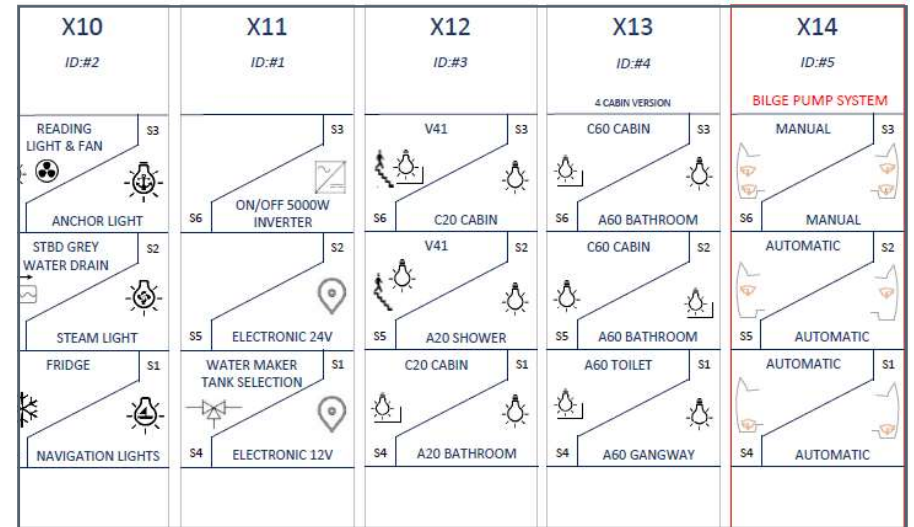 X10
ID:#2
READING
LIGHT & FAN
S3
ANCHOR LIGHT
STBD GREY
WATER DRAIN
S2
STEAM LIGHT
FRIDGE
S1
NAVIGATION LIGHTS
X11
ID:#1
S3
S6
ON/OFF 5000W
INVERTER
S2
S5
ELECTRONIC 24V
WATER MAKER
TANK SELECTION
S1
S4
ELECTRONIC 12V
X12
ID:#3
V41
S3
S6
C20 CABIN
V41
S2
S5
A20 SHOWER
C20 CABIN
S1
S4
A20 BATHROOM
X13
ID:#4
4 CABIN VERSION
C60 CABIN
S3
S6
A60 BATHROOM
C60 CABIN
S2
S5
A60 BATHROOM
A60 TOILET
S1
S4
A60 GANGWAY
X14
ID:#5
BILGE PUMP SYSTEM
MANUAL
S3
S6
MANUAL
AUTOMATIC
S2
S5
AUTOMATIC
AUTOMATIC
S1
S4
AUTOMATIC